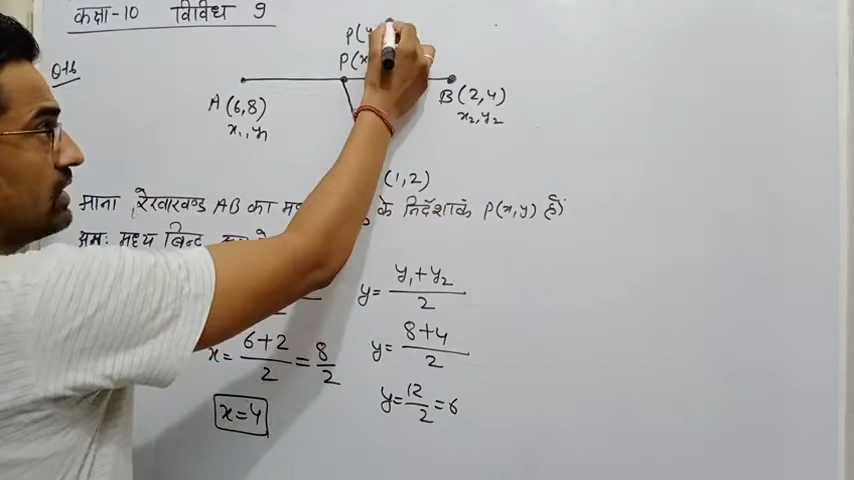 कक्षा-10 विविध 9
Q16
P(
P(x
A (6,8)
B(2,4)
x₁, y₁
x₂, y₂
(1,2)
माना, रेखाखण्ड AB का के निर्देशांक P(x,y) है।
अतः मध्य बिन्दु
y = y₁+y₂ / 2
x = 6+2 / 2 = 8 / 2
y = 8+4 / 2
x=4
y= 12 / 2 = 6